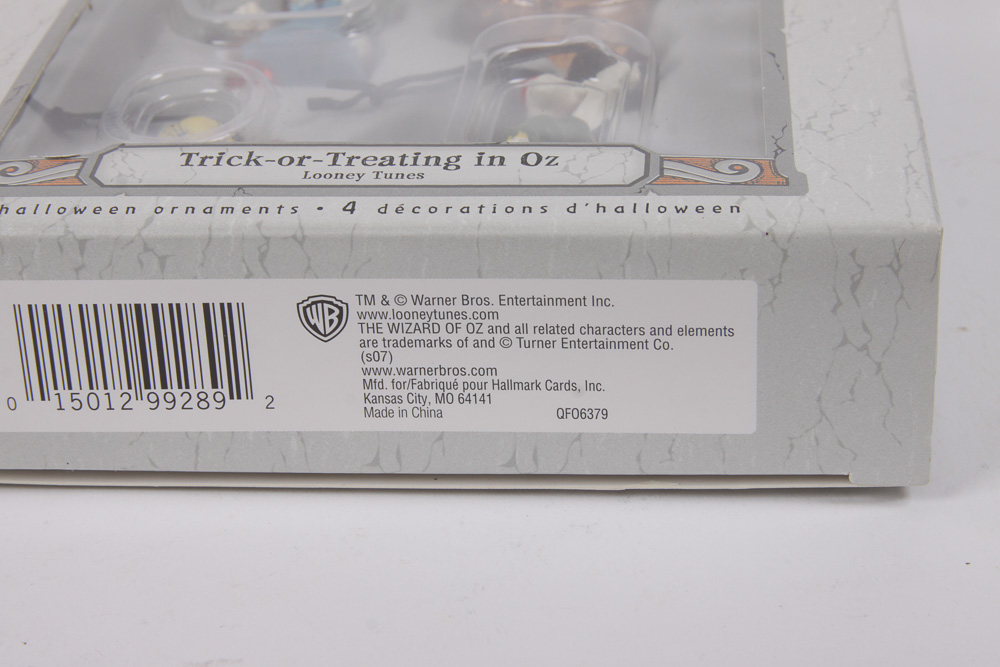 Trick-or-Treating in Oz
Looney Tunes
halloween ornaments • 4 décorations d'halloween
WB
TM & © Warner Bros. Entertainment Inc.
www.looneytunes.com
THE WIZARD OF OZ and all related characters and elements
are trademarks of and © Turner Entertainment Co.
(s07)
www.warnerbros.com
Mfd. for/Fabriqué pour Hallmark Cards, Inc.
Kansas City, MO 64141
Made in China QFO6379
0 15012 99289 2